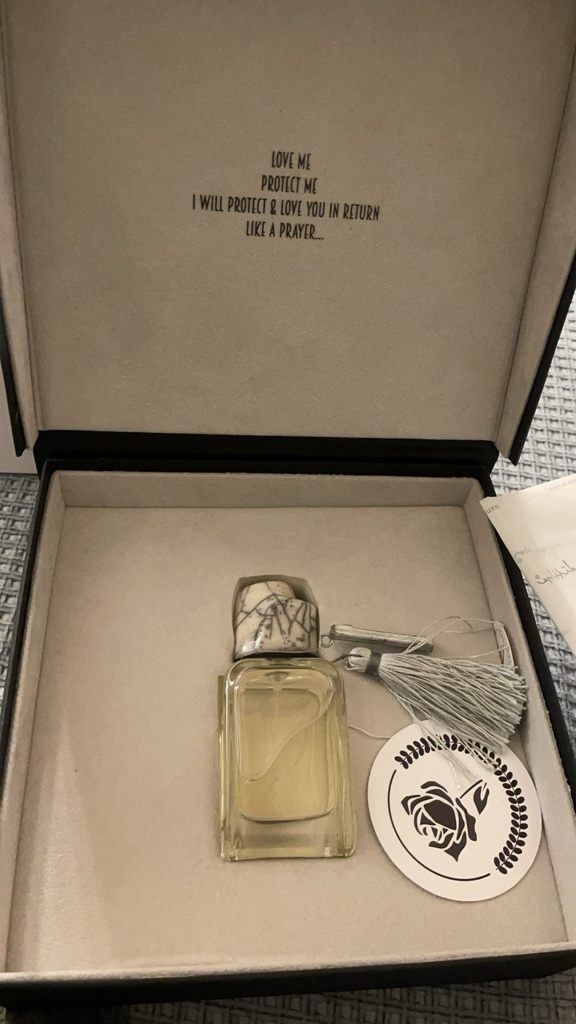 LOVE ME
PROTECT ME
I WILL PROTECT & LOVE YOU IN RETURN
LIKE A PRAYER...